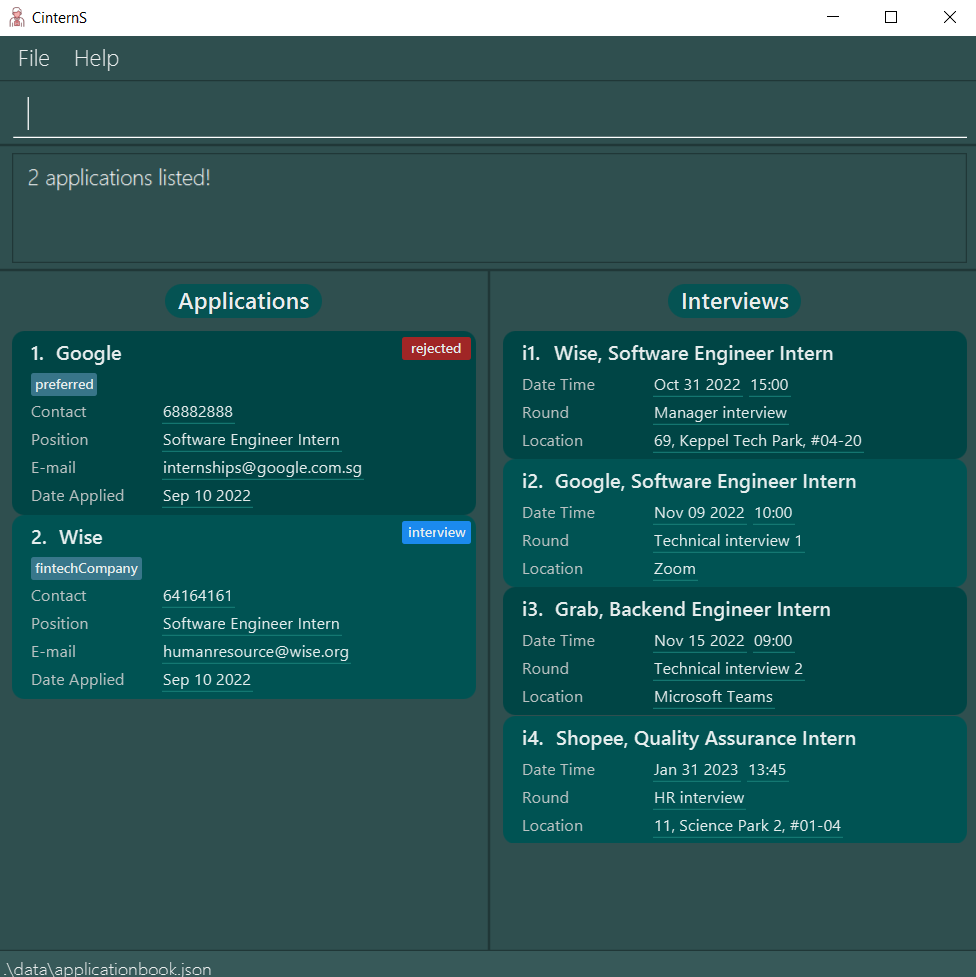 CinternS
File Help
2 applications listed!
Applications
1. Google
rejected
preferred
Contact 68882888
Position Software Engineer Intern
E-mail internships@google.com.sg
Date Applied Sep 10 2022
2. Wise
interview
fintechCompany
Contact 64164161
Position Software Engineer Intern
E-mail humanresource@wise.org
Date Applied Sep 10 2022
Interviews
i1. Wise, Software Engineer Intern
Date Time Oct 31 2022 15:00
Round Manager interview
Location 69, Keppel Tech Park, #04-20
i2. Google, Software Engineer Intern
Date Time Nov 09 2022 10:00
Round Technical interview 1
Location Zoom
i3. Grab, Backend Engineer Intern
Date Time Nov 15 2022 09:00
Round Technical interview 2
Location Microsoft Teams
i4. Shopee, Quality Assurance Intern
Date Time Jan 31 2023 13:45
Round HR interview
Location 11, Science Park 2, #01-04
.\data\applicationbook.json